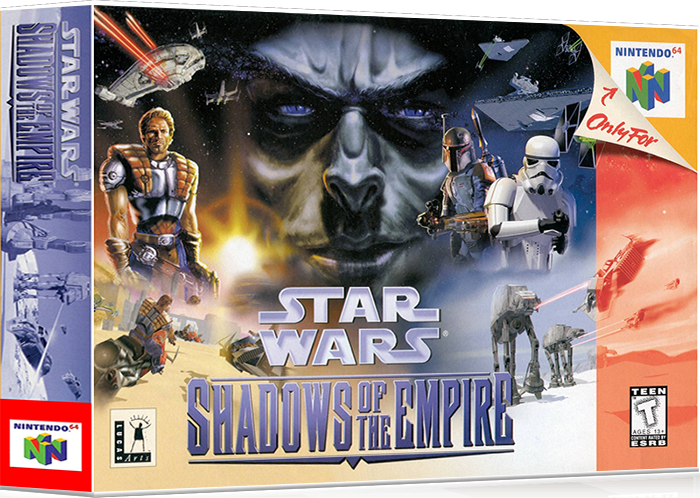 STAR WARS
SHADOWS OF THE EMPIRE
NINTENDO 64
NINTENDO 64
Only For
STAR
WARS®
SHADOWS OF THE EMPIRE
LUCAS
Arts
TEEN
T
AGES 13+
CONTENT RATED BY
ESRB